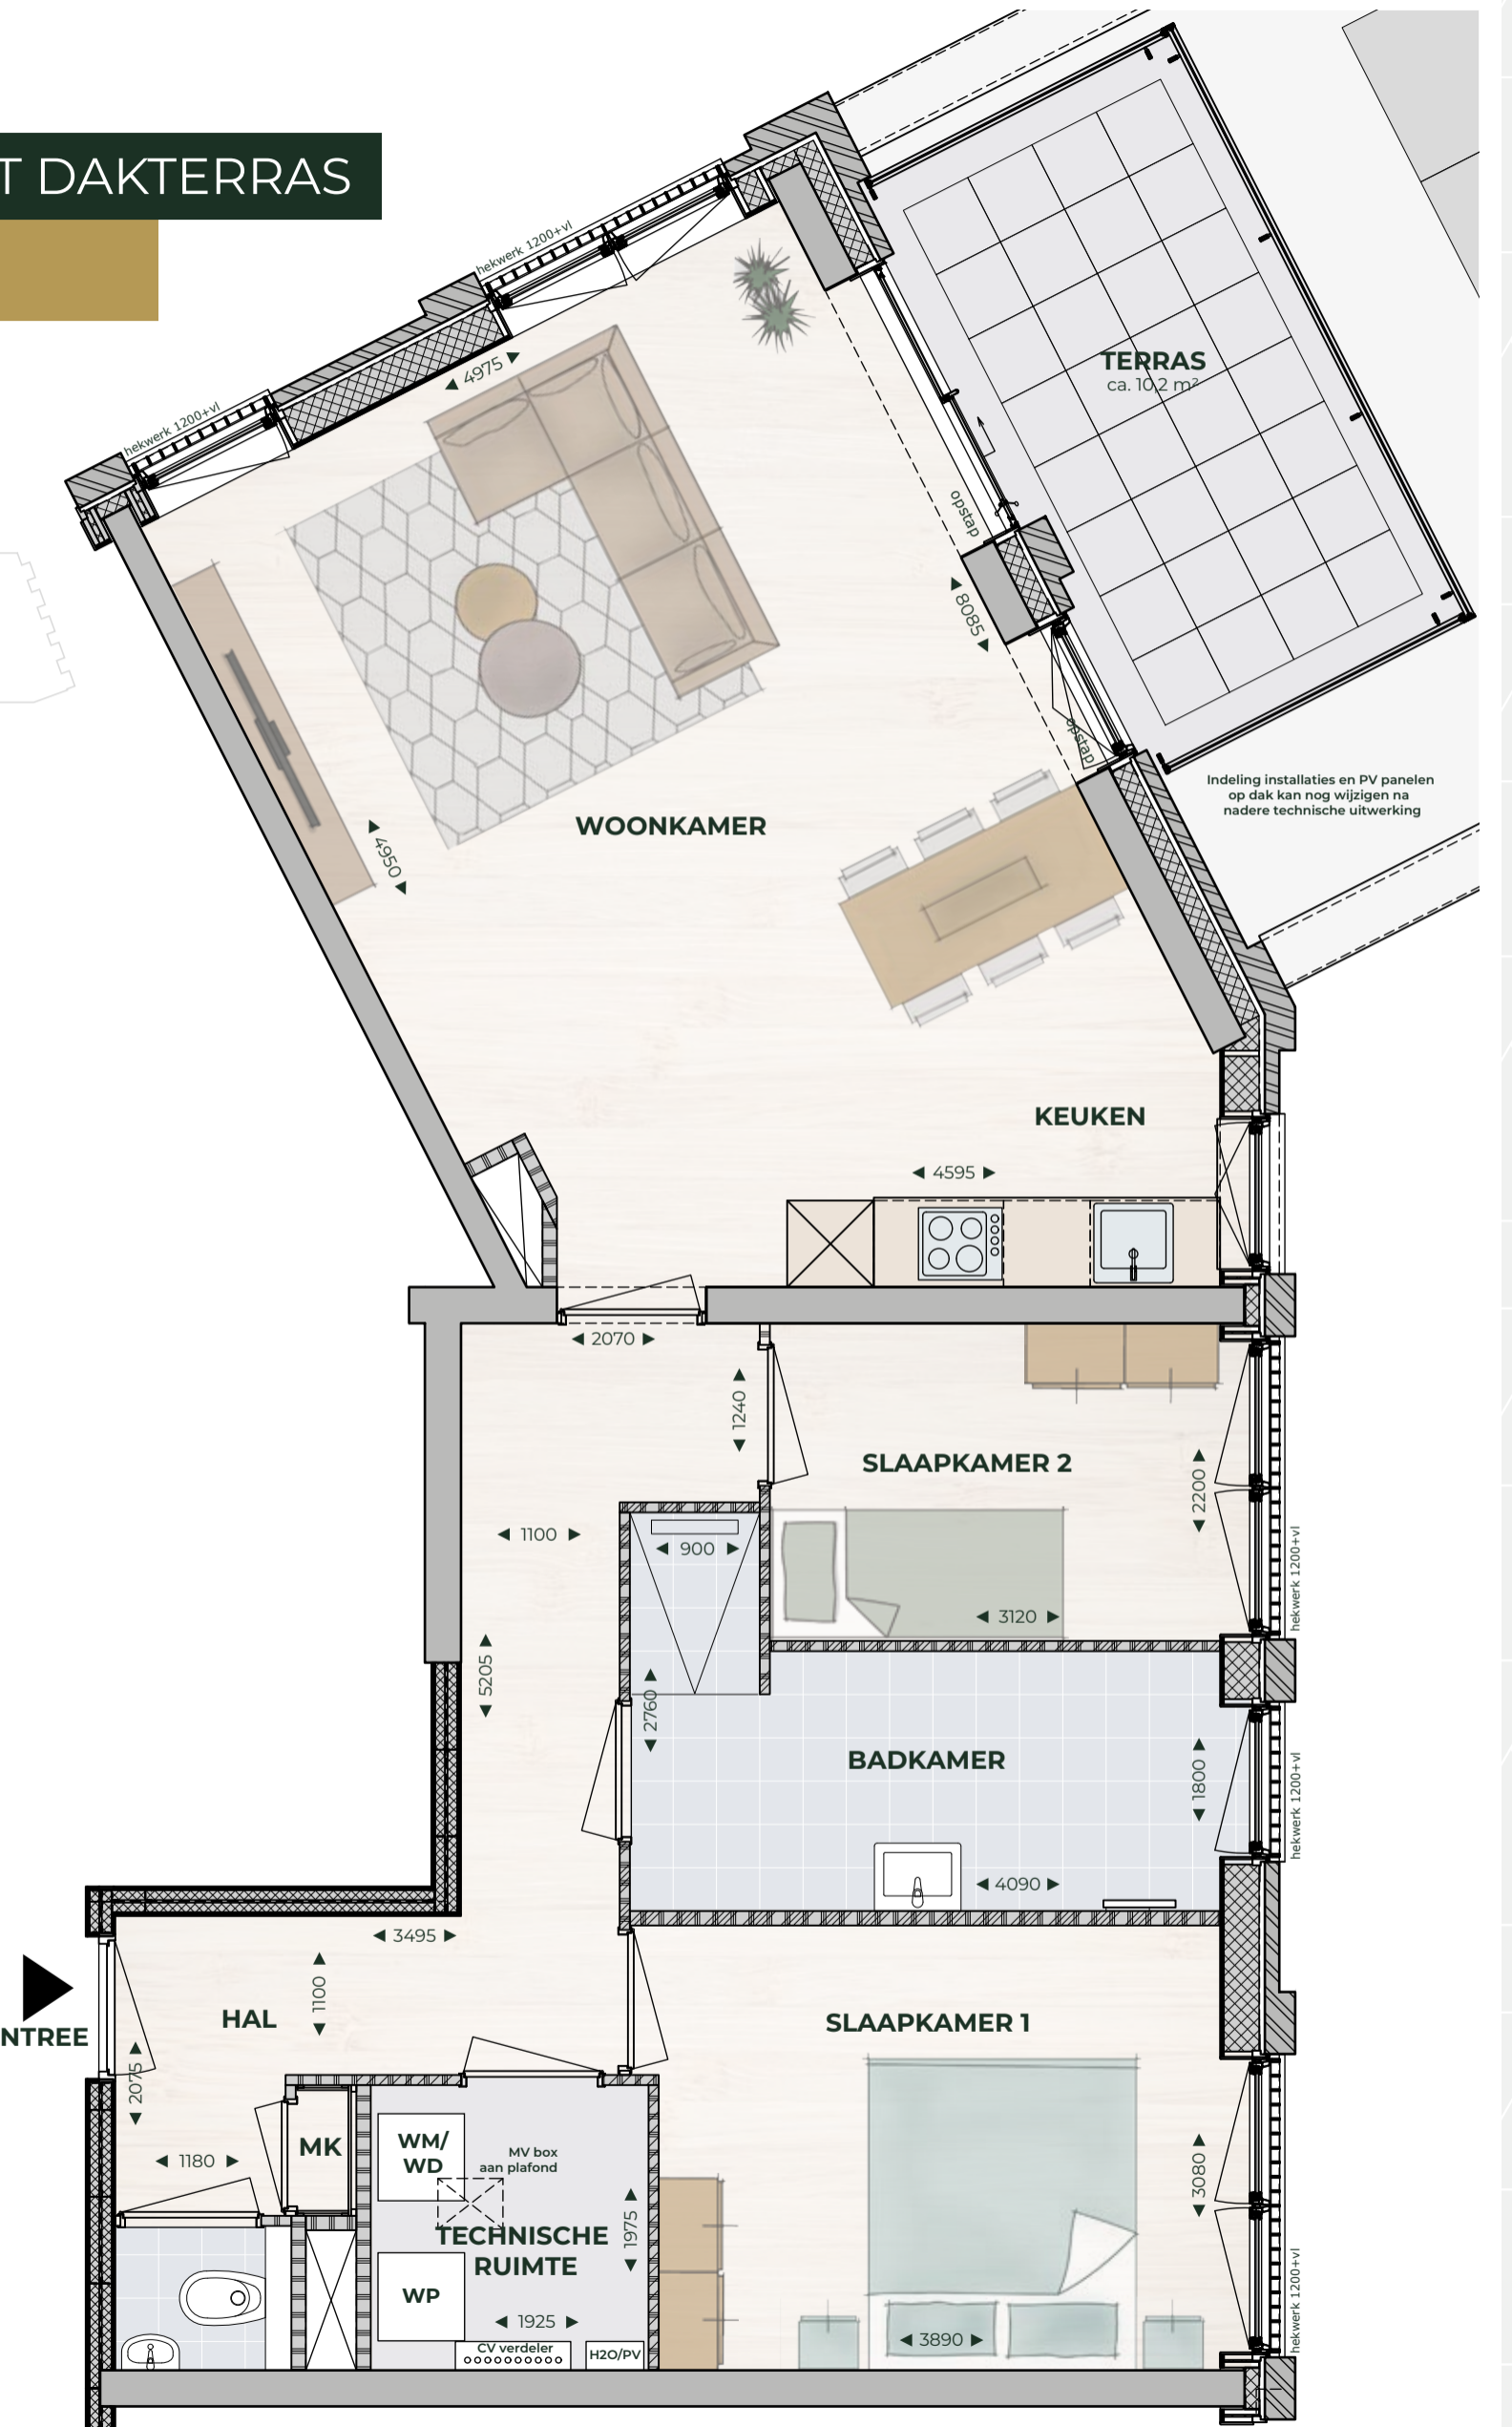 T DAKTERRAS
hekwerk 1200+vl
hekwerk 1200+vl
4975
TERRAS
ca. 10,2 m²
opstap
8085
opstap
Indeling installaties en PV panelen
op dak kan nog wijzigen na
nadere technische uitwerking
WOONKAMER
4950
KEUKEN
4595
2070
1240
SLAAPKAMER 2
2200
1100
900
hekwerk 1200+vl
3120
5205
2760
BADKAMER
1800
hekwerk 1200+vl
4090
3495
1100
HAL
SLAAPKAMER 1
NTREE
2075
MK
WM/
WD
MV box
aan plafond
1180
3080
1975
TECHNISCHE
RUIMTE
WP
hekwerk 1200+vl
1925
3890
CV verdeler
H2O/PV